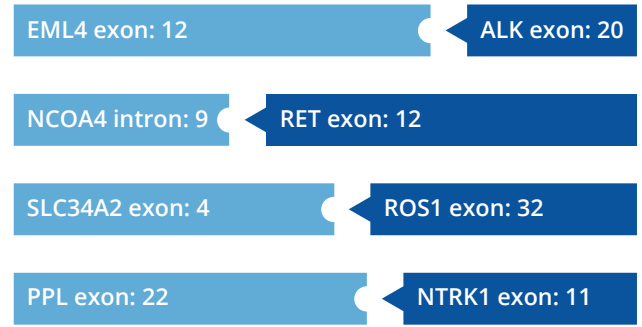 EML4 exon: 12 ALK exon: 20
NCOA4 intron: 9 RET exon: 12
SLC34A2 exon: 4 ROS1 exon: 32
PPL exon: 22 NTRK1 exon: 11